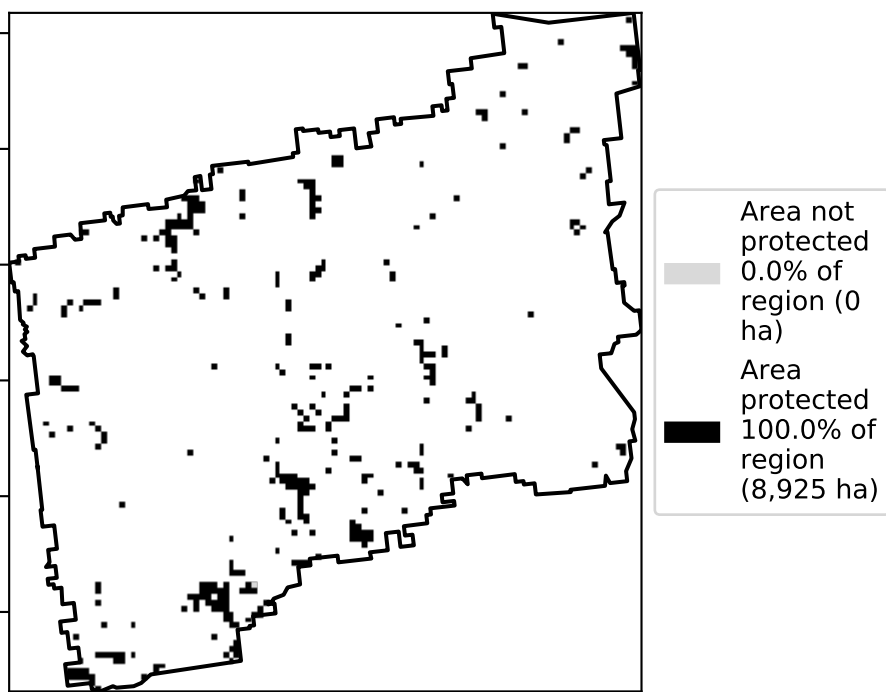 Area not
protected
0.0% of
region (0
ha)
Area
protected
100.0% of
region
(8,925 ha)